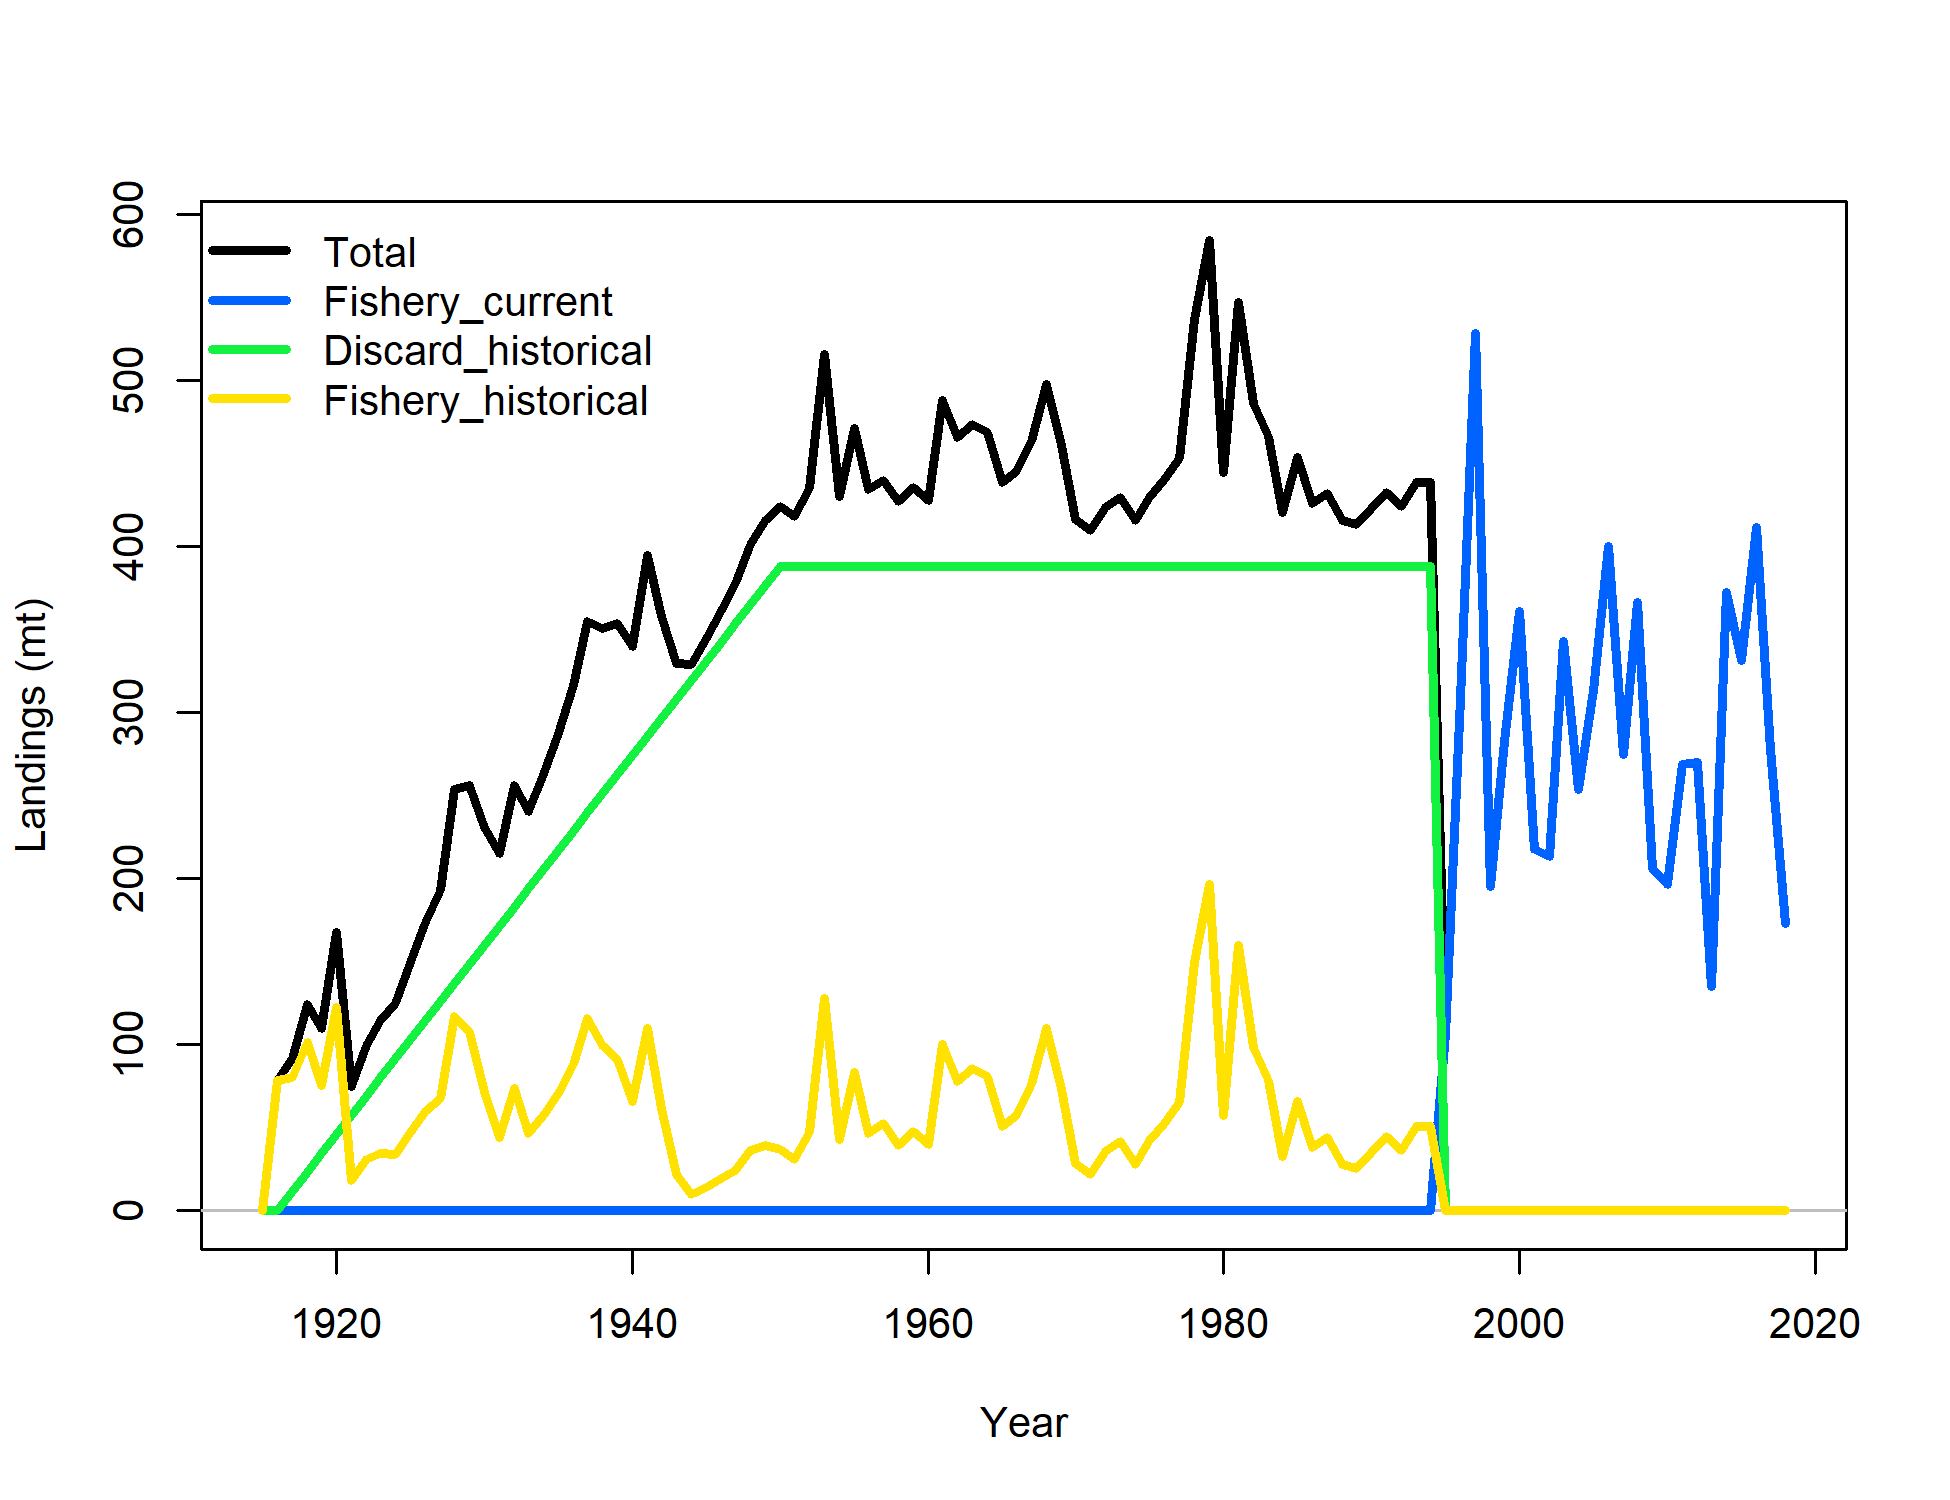 Total
Fishery_current
Discard_historical
Fishery_historical
Landings (mt)
600
500
400
300
200
100
0
1920 1940 1960 1980 2000 2020
Year